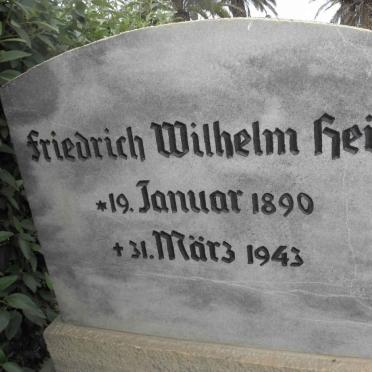 Friedrich Wilhelm Hei
* 19. Januar 1890
+ 31. März 1943